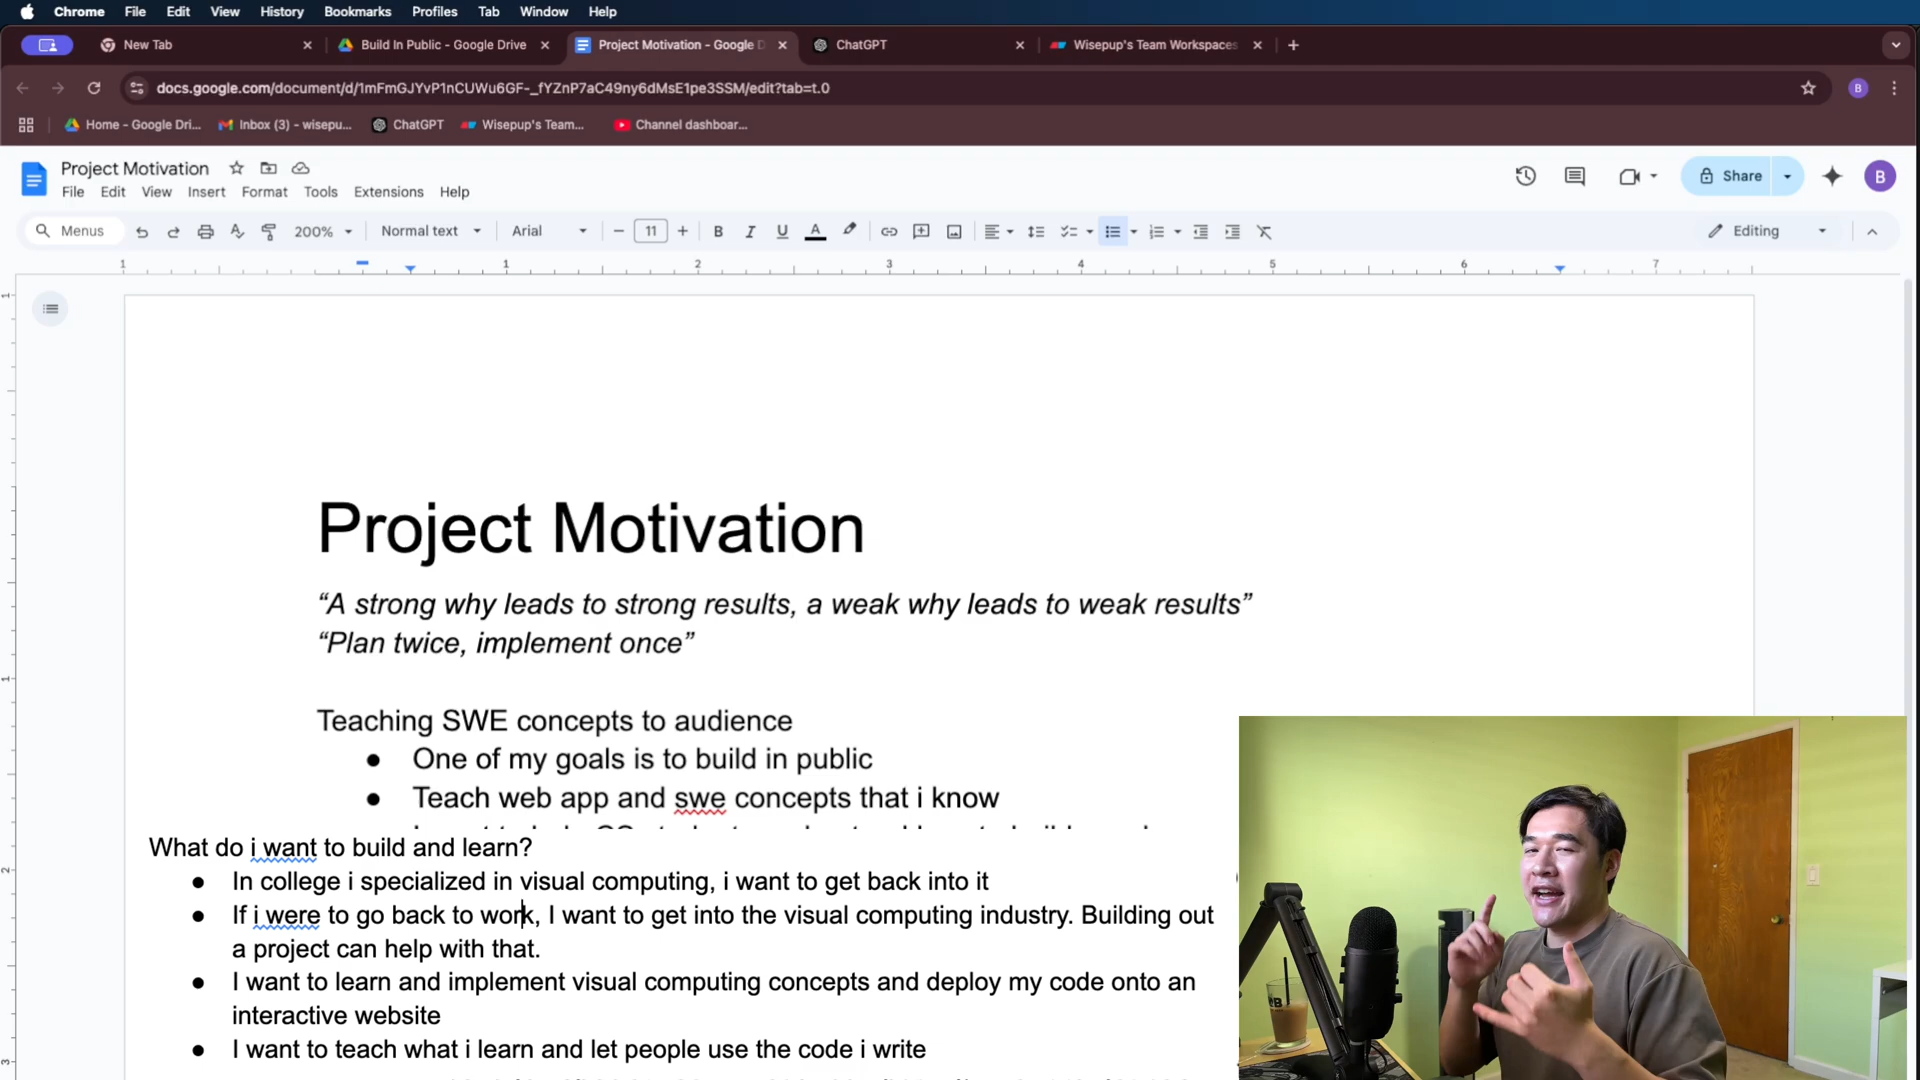 Chrome File Edit View History Bookmarks Profiles Tab Window Help
New Tab Build In Public - Google Drive Project Motivation - Google D ChatGPT Wisepup's Team Workspaces
docs.google.com/document/d/1mFmGJYvP1nCUWu6GF-_fYZnP7aC49ny6dMsE1pe3SSM/edit?tab=t.0 B
Home - Google Dri... Inbox (3) - wisepu... ChatGPT Wisepup's Team... Channel dashboar...
Project Motivation
File Edit View Insert Format Tools Extensions Help
Share B
Menus 200% Normal text Arial 11 B I U A Editing
1 1 2 3 4 5 6 7
Project Motivation
“A strong why leads to strong results, a weak why leads to weak results”
“Plan twice, implement once”
Teaching SWE concepts to audience
● One of my goals is to build in public
● Teach web app and swe concepts that i know
What do i want to build and learn?
● In college i specialized in visual computing, i want to get back into it
● If i were to go back to work, I want to get into the visual computing industry. Building out
a project can help with that.
● I want to learn and implement visual computing concepts and deploy my code onto an
interactive website
● I want to teach what i learn and let people use the code i write